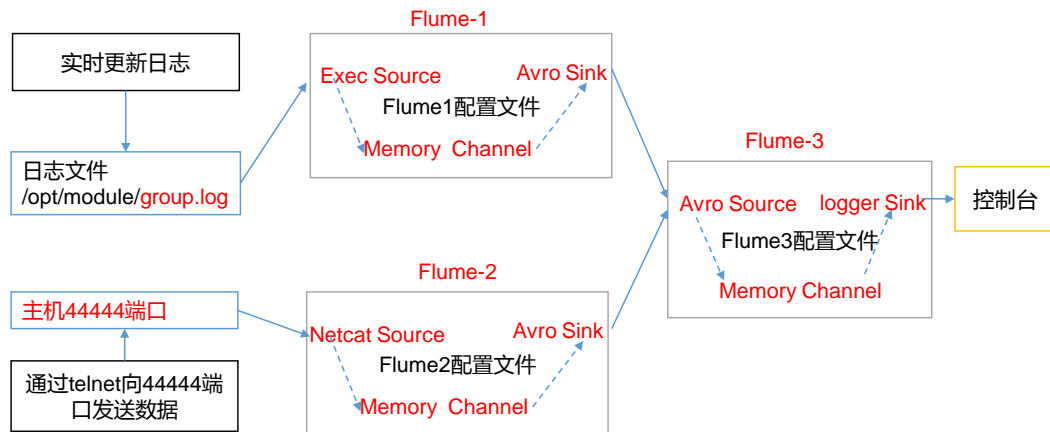 Flume-1
实时更新日志
Exec Source
Avro Sink
Flume1配置文件
Memory Channel
日志文件
/opt/module/group.log
Flume-3
Avro Source
logger Sink
Flume3配置文件
Memory Channel
控制台
Flume-2
主机44444端口
Netcat Source
Avro Sink
Flume2配置文件
Memory Channel
通过telnet向44444端
口发送数据